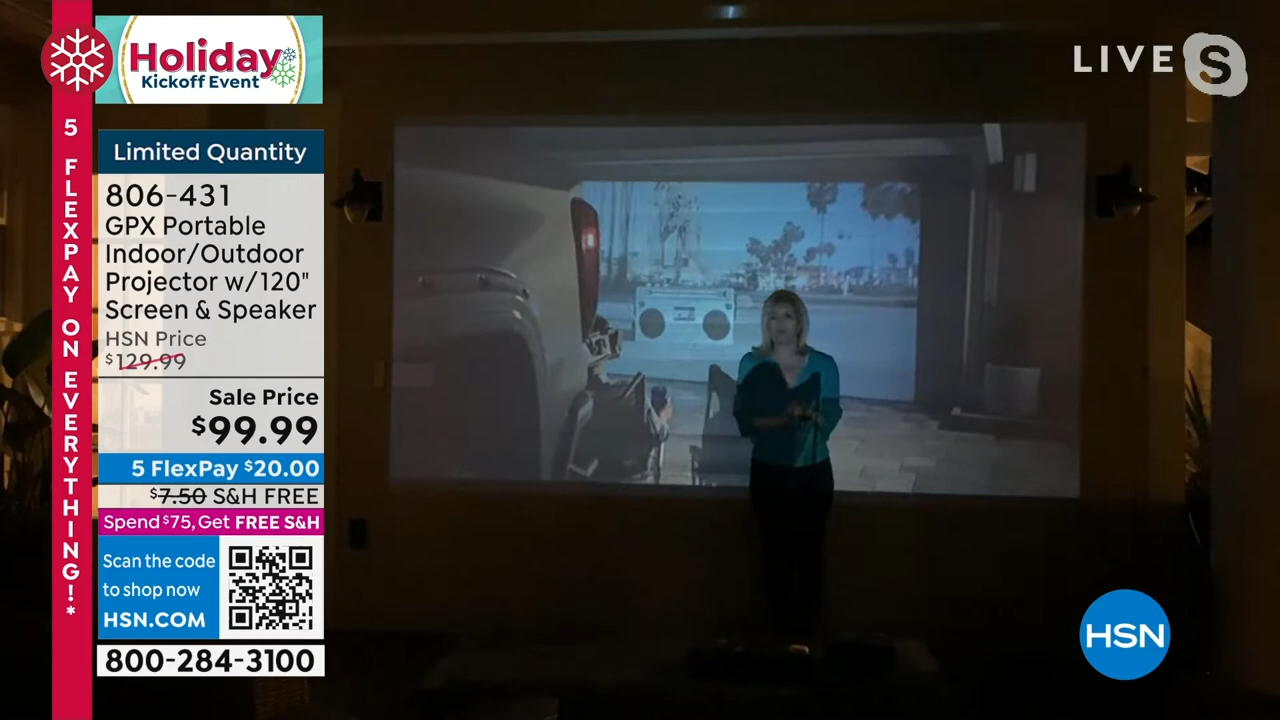 Holiday
Kickoff Event
LIVE S
5 FLEXPAY ON EVERYTHING!*
Limited Quantity
806-431
GPX Portable
Indoor/Outdoor
Projector w/120"
Screen & Speaker
HSN Price
$129.99
Sale Price
$99.99
5 FlexPay $20.00
$7.50 S&H FREE
Spend $75, Get FREE S&H
Scan the code
to shop now
HSN.COM
800-284-3100
HSN